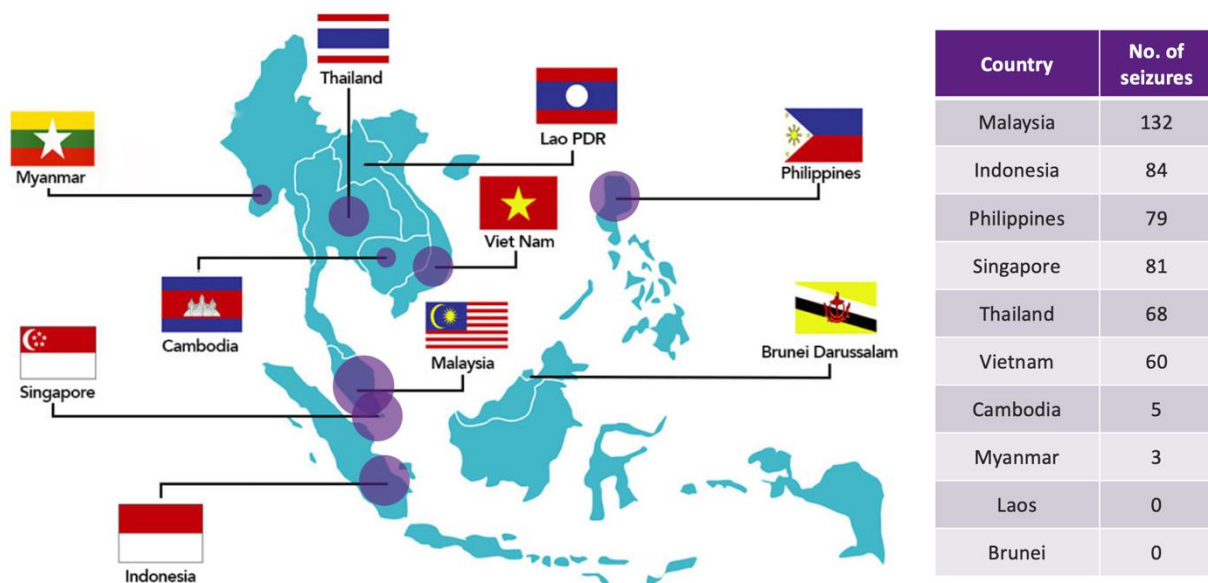 Thailand
Lao PDR
Myanmar
Philippines
Viet Nam
Cambodia
Malaysia
Brunei Darussalam
Singapore
Indonesia
Country No. of seizures
Malaysia 132
Indonesia 84
Philippines 79
Singapore 81
Thailand 68
Vietnam 60
Cambodia 5
Myanmar 3
Laos 0
Brunei 0